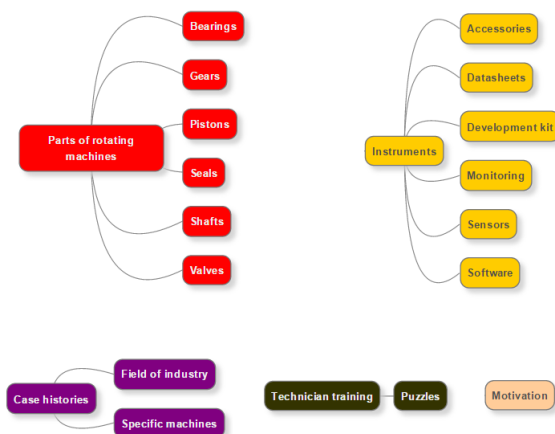 Bearings
Gears
Pistons
Parts of rotating
machines
Seals
Shafts
Valves
Accessories
Datasheets
Development kit
Instruments
Monitoring
Sensors
Software
Field of industry
Case histories
Specific machines
Technician training
Puzzles
Motivation